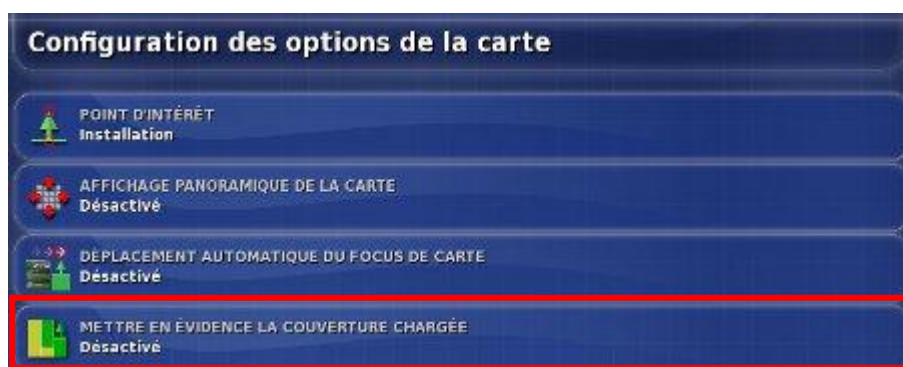 Configuration des options de la carte
POINT D'INTÉRÊT
Installation
AFFICHAGE PANORAMIQUE DE LA CARTE
Désactivé
DÉPLACEMENT AUTOMATIQUE DU FOCUS DE CARTE
Désactivé
METTRE EN ÉVIDENCE LA COUVERTURE CHARGÉE
Désactivé